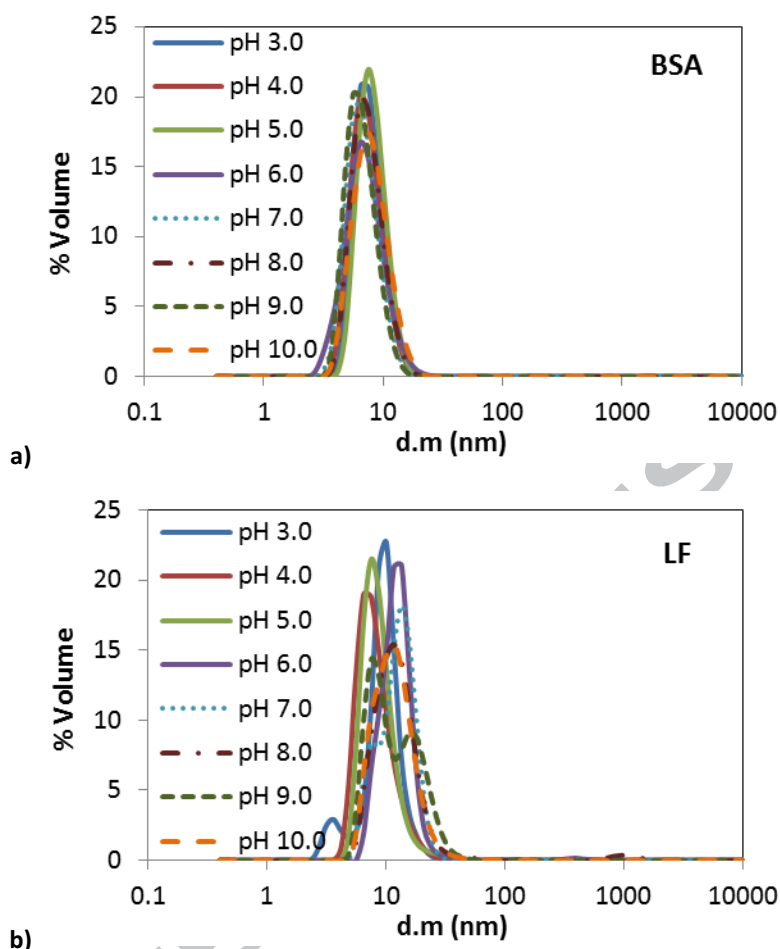 25
20
15
10
5
0
% Volume
pH 3.0
pH 4.0
pH 5.0
pH 6.0
pH 7.0
pH 8.0
pH 9.0
pH 10.0
BSA
0.1 1 10 100 1000 10000
d.m (nm)
a)
25
20
15
10
5
0
% Volume
pH 3.0
pH 4.0
pH 5.0
pH 6.0
pH 7.0
pH 8.0
pH 9.0
pH 10.0
LF
0.1 1 10 100 1000 10000
d.m (nm)
b)